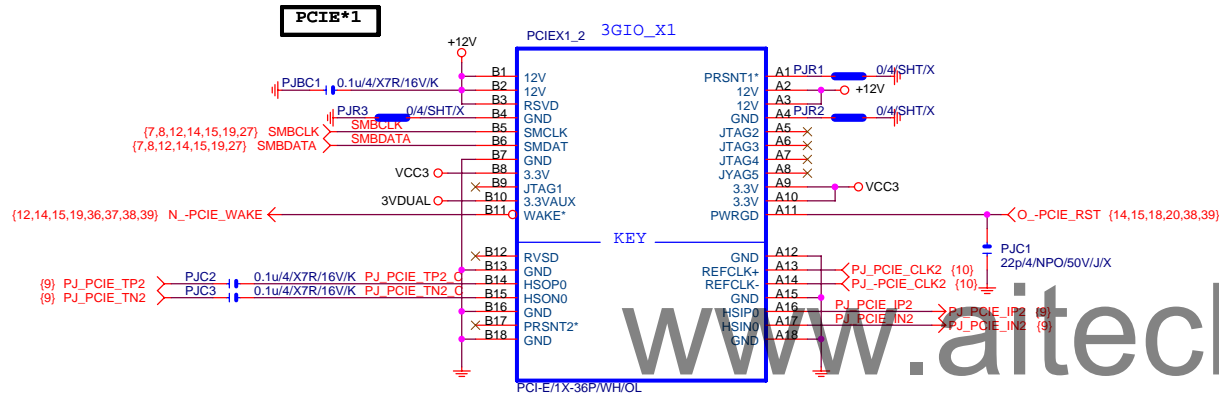 PCIE*1
PCIEX1_2 3GIO_X1
+12V
PJBC1 0.1u/4/X7R/16V/K
B1 12V
B2 12V
B3 RSVD
PJR3 0/4/SHT/X B4 GND
{7,8,12,14,15,19,27} SMBCLK SMBCLK B5 SMCLK
{7,8,12,14,15,19,27} SMBDATA SMBDATA B6 SMDAT
B7 GND
VCC3 B8 3.3V
B9 JTAG1
3VDUAL B10 3.3VAUX
{12,14,15,19,36,37,38,39} N_-PCIE_WAKE B11 WAKE*
KEY
B12 RVSD
B13 GND
{9} PJ_PCIE_TP2 PJC2 0.1u/4/X7R/16V/K PJ_PCIE_TP2_C B14 HSOP0
{9} PJ_PCIE_TN2 PJC3 0.1u/4/X7R/16V/K PJ_PCIE_TN2_C B15 HSON0
B16 GND
B17 PRSNT2*
B18 GND
PRSNT1* A1 PJR1 0/4/SHT/X
12V A2 +12V
12V A3
GND A4 PJR2 0/4/SHT/X
JTAG2 A5
JTAG3 A6
JTAG4 A7
JYAG5 A8
3.3V A9 VCC3
3.3V A10
PWRGD A11 O_-PCIE_RST {14,15,18,20,38,39}
PJC1
22p/4/NPO/50V/J/X
GND A12
REFCLK+ A13 PJ_PCIE_CLK2 {10}
REFCLK- A14 PJ_-PCIE_CLK2 {10}
GND A15
HSIP0 A16 PJ_PCIE_IP2 PJ_PCIE_IP2 {9}
HSIN0 A17 PJ_PCIE_IN2 PJ_PCIE_IN2 {9}
GND A18
PCI-E/1X-36P/WH/OL
www.aitech